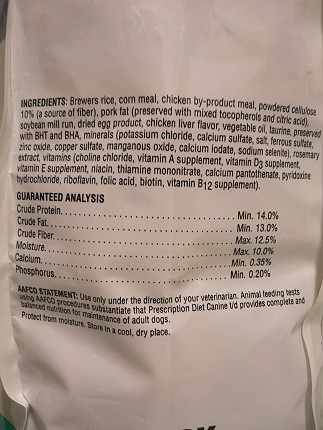 INGREDIENTS: Brewers rice, corn meal, chicken by-product meal, powdered cellulose
10% (a source of fiber), pork fat (preserved with mixed tocopherols and citric acid),
soybean mill run, dried egg product, chicken liver flavor, vegetable oil, taurine, preserved
with BHT and BHA, minerals (potassium chloride, calcium sulfate, salt, ferrous sulfate,
zinc oxide, copper sulfate, manganous oxide, calcium iodate, sodium selenite), rosemary
extract, vitamins (choline chloride, vitamin A supplement, vitamin D3 supplement,
vitamin E supplement, niacin, thiamine mononitrate, calcium pantothenate, pyridoxine
hydrochloride, riboflavin, folic acid, biotin, vitamin B12 supplement).
GUARANTEED ANALYSIS
Crude Protein. . . . . . . . . . Min. 14.0%
Crude Fat. . . . . . . . . . Min. 13.0%
Crude Fiber. . . . . . . . . . Max. 12.5%
Moisture. . . . . . . . . . Max. 10.0%
Calcium. . . . . . . . . . Min. 0.35%
Phosphorus. . . . . . . . . . Min. 0.20%
AAFCO STATEMENT: Use only under the direction of your veterinarian. Animal feeding tests
using AAFCO procedures substantiate that Prescription Diet Canine t/d provides complete and
balanced nutrition for maintenance of adult dogs.
Protect from moisture. Store in a cool, dry place.